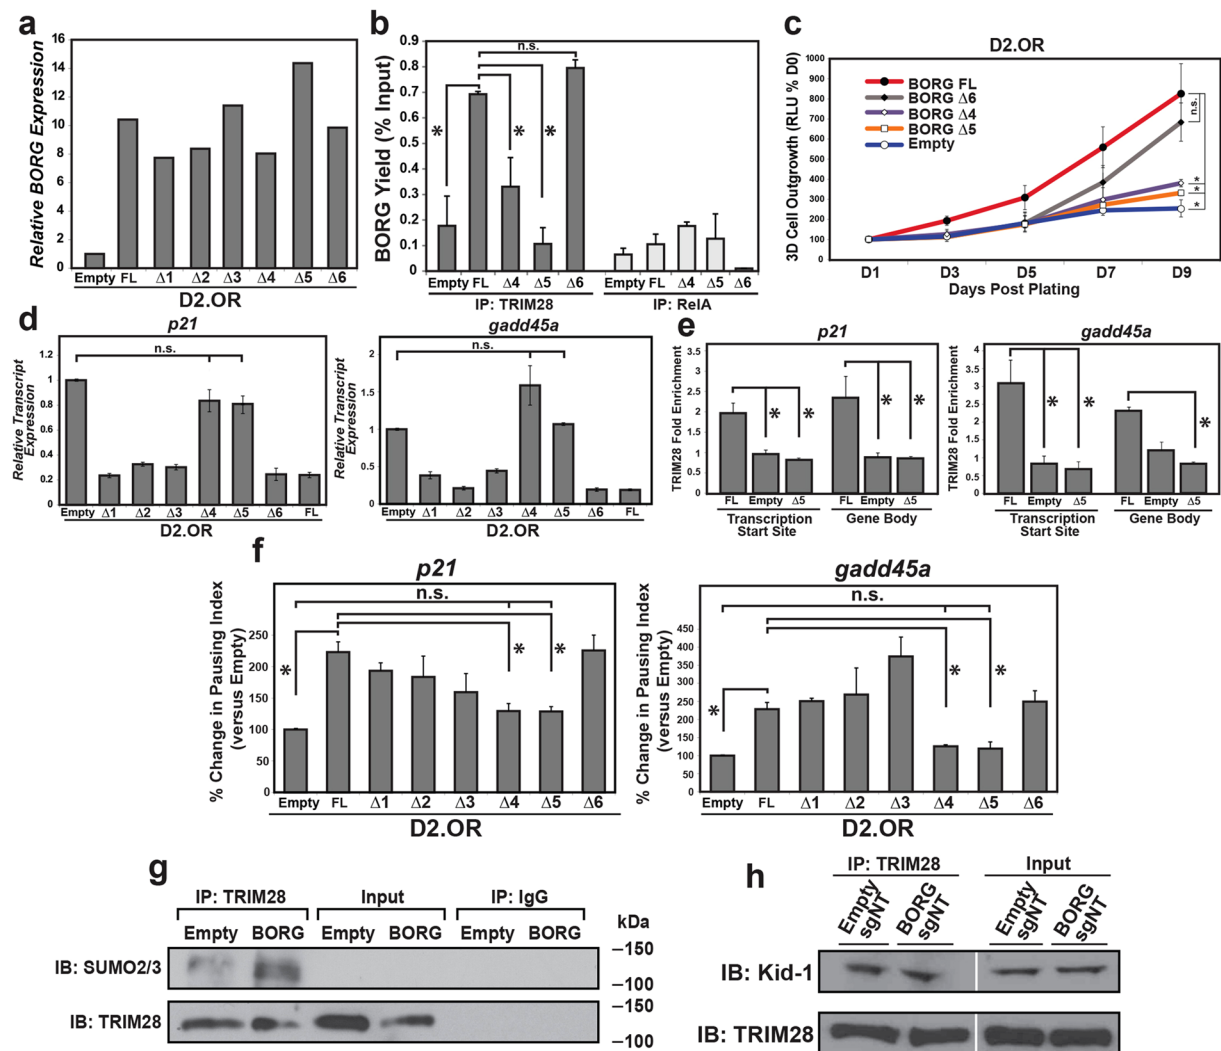 a
Relative BORG Expression
16
14
12
10
8
6
4
2
0
Empty FL Δ1 Δ2 Δ3 Δ4 Δ5 Δ6
D2.OR
b
BORG Yield (% Input)
0.9
0.8
0.7
0.6
0.5
0.4
0.3
0.2
0.1
0
n.s.
* * *
Empty FL Δ4 Δ5 Δ6 Empty FL Δ4 Δ5 Δ6
IP: TRIM28 IP: RelA
c
D2.OR
3D Cell Outgrowth (RLU % D0)
1000
900
800
700
600
500
400
300
200
100
BORG FL
BORG Δ6
BORG Δ4
BORG Δ5
Empty
n.s.
*
*
*
D1 D3 D5 D7 D9
Days Post Plating
d
p21
Relative Transcript
Expression
1.2
1
0.8
0.6
0.4
0.2
0
n.s.
Empty Δ1 Δ2 Δ3 Δ4 Δ5 Δ6 FL
D2.OR
gadd45a
Relative Transcript
Expression
2
1.5
1
0.5
0
n.s.
Empty Δ1 Δ2 Δ3 Δ4 Δ5 Δ6 FL
D2.OR
e
p21
TRIM28 Fold Enrichment
3.5
3
2.5
2
1.5
1
0.5
0
* * * *
FL Empty Δ5 FL Empty Δ5
Transcription
Start Site
Gene Body
gadd45a
TRIM28 Fold Enrichment
4.5
4
3.5
3
2.5
2
1.5
1
0.5
0
* * *
FL Empty Δ5 FL Empty Δ5
Transcription
Start Site
Gene Body
f
p21
% Change in Pausing Index
(versus Empty)
250
200
150
100
50
0
n.s.
* * *
Empty FL Δ1 Δ2 Δ3 Δ4 Δ5 Δ6
D2.OR
gadd45a
% Change in Pausing Index
(versus Empty)
450
400
350
300
250
200
150
100
50
0
n.s.
* * *
Empty FL Δ1 Δ2 Δ3 Δ4 Δ5 Δ6
D2.OR
g
IP: TRIM28 Input IP: IgG
kDa
Empty BORG Empty BORG Empty BORG
IB: SUMO2/3
–150
–100
IB: TRIM28
–150
–100
h
IP: TRIM28 Input
Empty
sgNT
BORG
sgNT
Empty
sgNT
BORG
sgNT
IB: Kid-1
IB: TRIM28